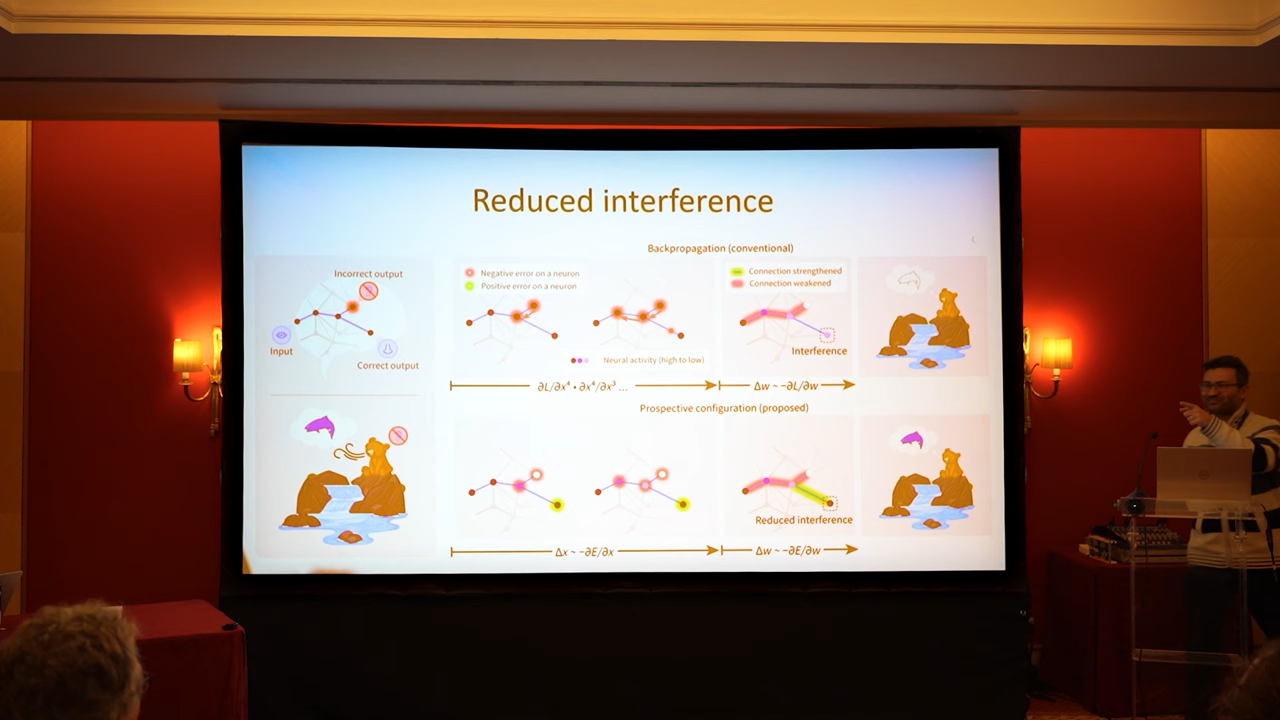 Reduced interference
Backpropagation (conventional)
Incorrect output
Input
Correct output
Negative error on a neuron
Positive error on a neuron
Neural activity (high to low)
Connection strengthened
Connection weakened
Interference
∂L/∂x⁴ • ∂x⁴/∂x³ ...
Δw ~ −∂L/∂w
Prospective configuration (proposed)
Reduced interference
Δx ~ −∂E/∂x
Δw ~ −∂E/∂w